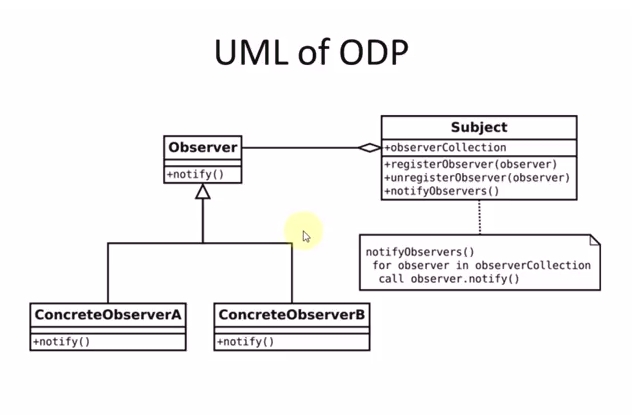 UML of ODP
Observer
+notify()
Subject
+observerCollection
+registerObserver(observer)
+unregisterObserver(observer)
+notifyObservers()
notifyObservers()
for observer in observerCollection
call observer.notify()
ConcreteObserverA
+notify()
ConcreteObserverB
+notify()